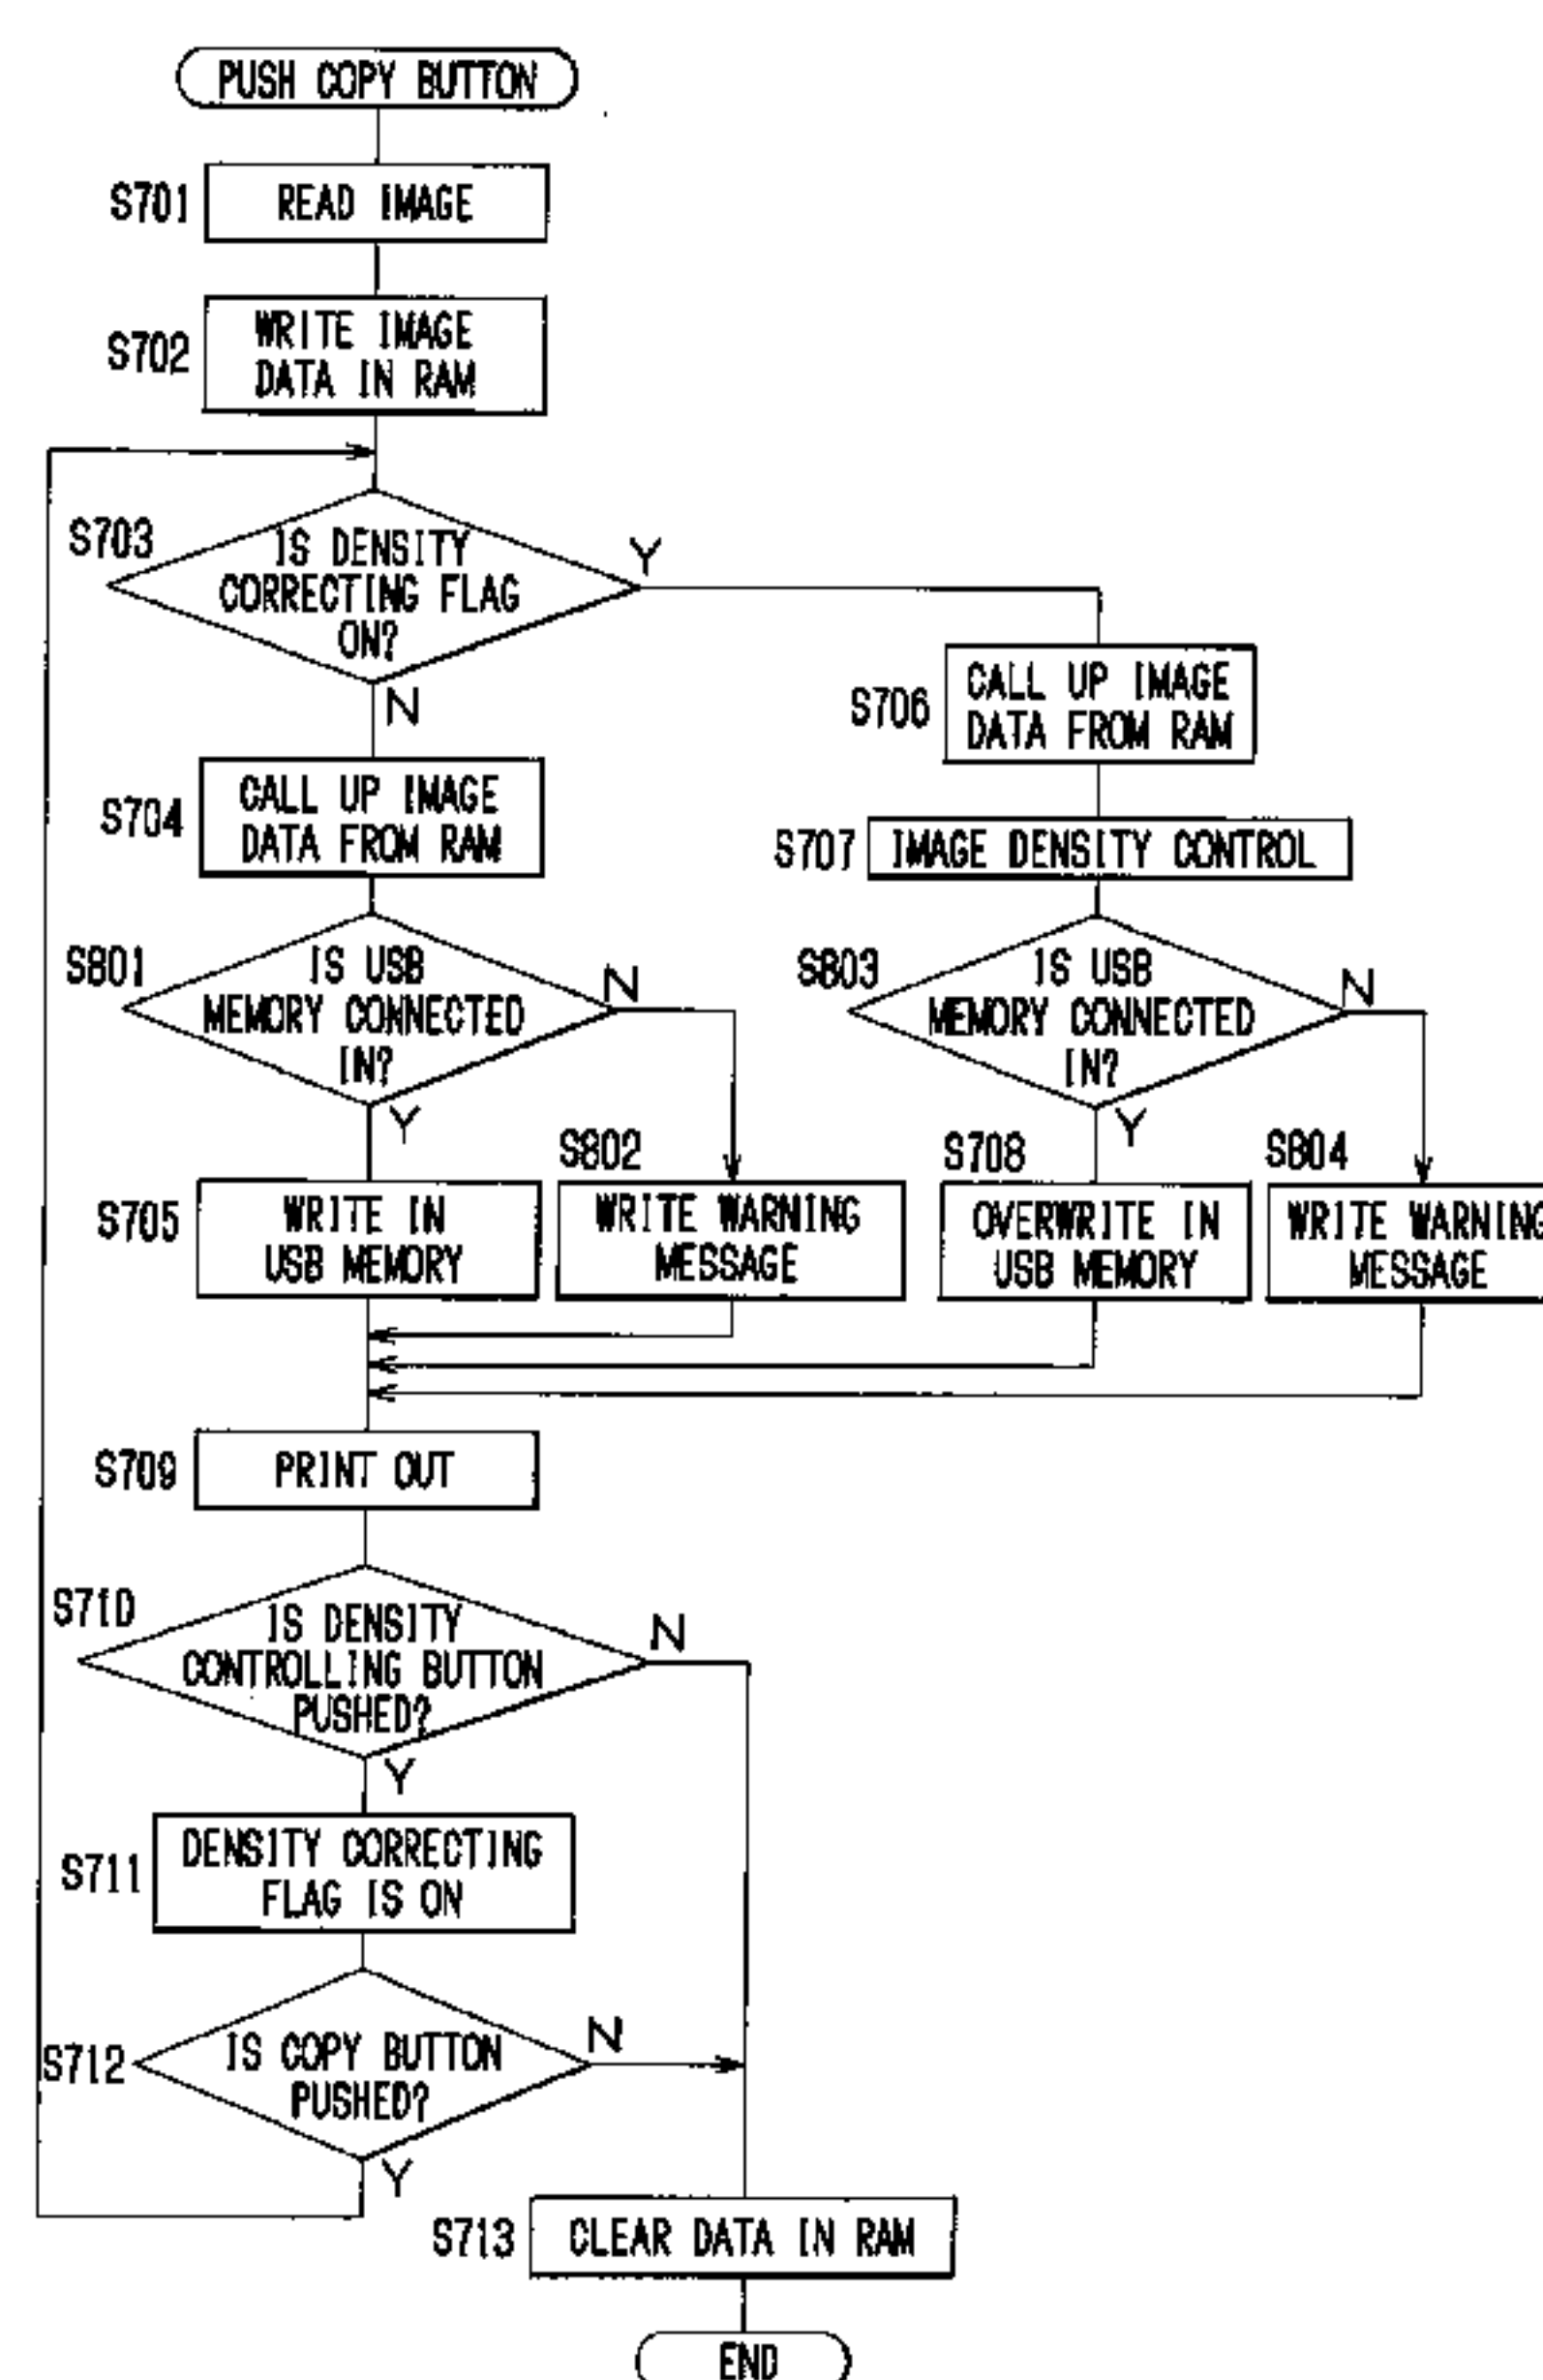 PUSH COPY BUTTON
S701
READ IMAGE
S702
WRITE IMAGE
DATA IN RAM
S703
IS DENSITY
CORRECTING FLAG
ON?
Y
N
S704
CALL UP IMAGE
DATA FROM RAM
S706
CALL UP IMAGE
DATA FROM RAM
S707
IMAGE DENSITY CONTROL
S801
IS USB
MEMORY CONNECTED
IN?
N
Y
S803
IS USB
MEMORY CONNECTED
IN?
N
Y
S705
WRITE IN
USB MEMORY
S802
WRITE WARNING
MESSAGE
S708
OVERWRITE IN
USB MEMORY
S804
WRITE WARNING
MESSAGE
S709
PRINT OUT
S710
IS DENSITY
CONTROLLING BUTTON
PUSHED?
N
Y
S711
DENSITY CORRECTING
FLAG IS ON
S712
IS COPY BUTTON
PUSHED?
N
Y
S713
CLEAR DATA IN RAM
END